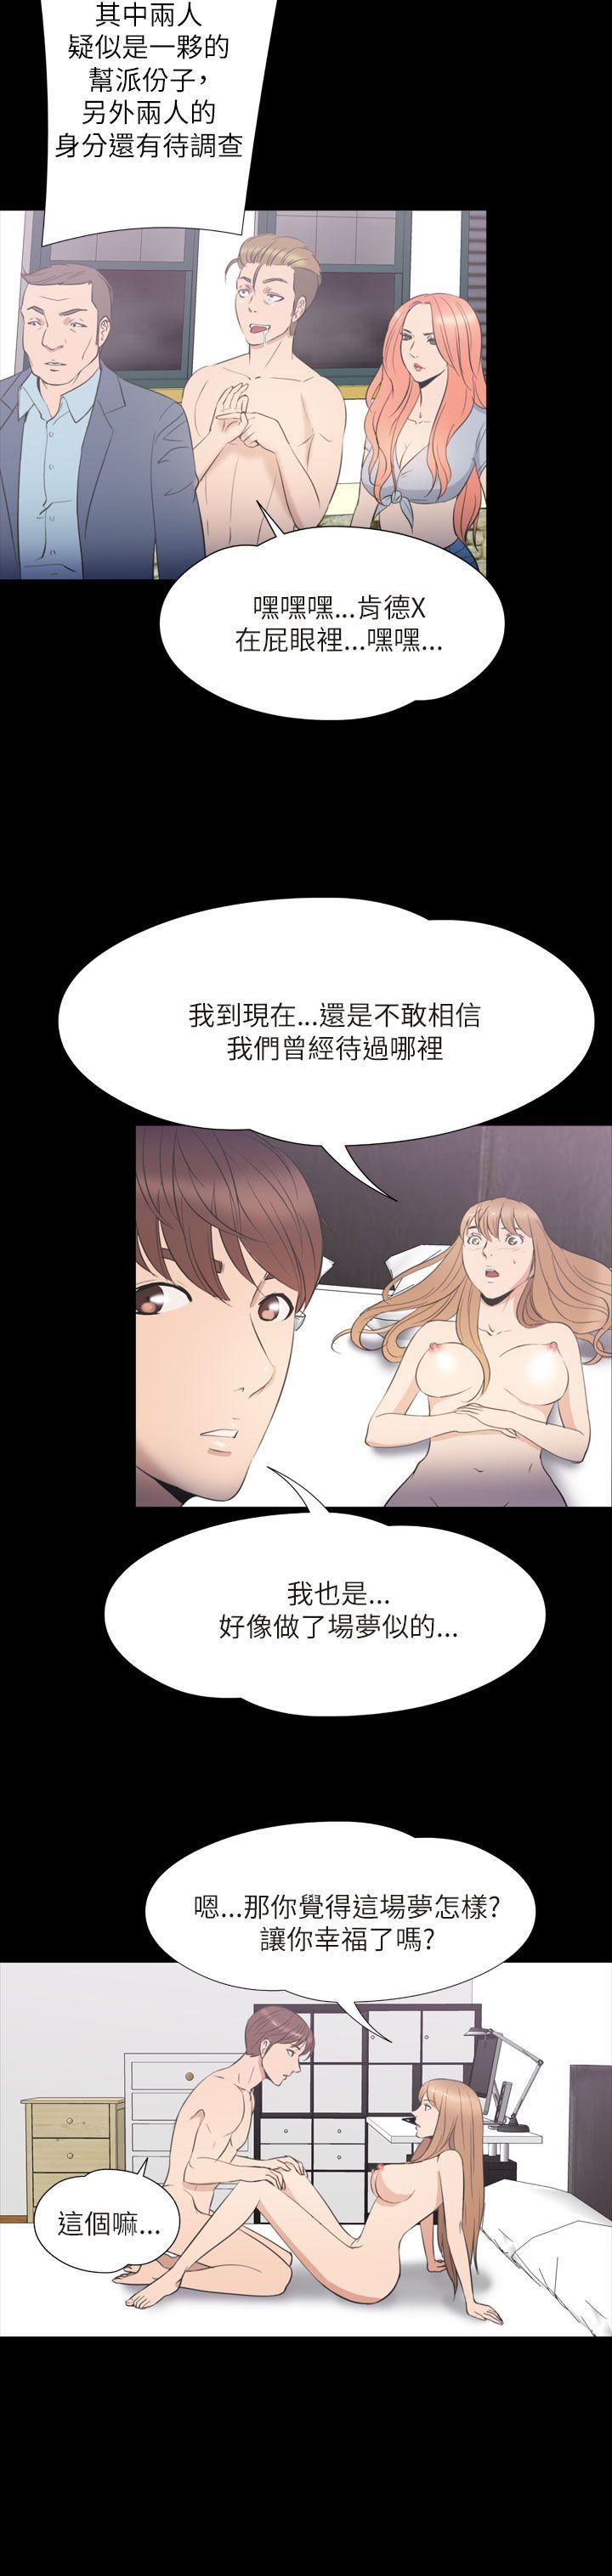 其中兩人
疑似是一夥的
幫派份子,
另外兩人的
身分還有待調查
嘿嘿嘿...肯德X
在屁眼裡...嘿嘿...
我到現在...還是不敢相信
我們曾經待過哪裡
我也是...
好像做了場夢似的...
嗯...那你覺得這場夢怎樣?
讓你幸福了嗎?
這個嘛...